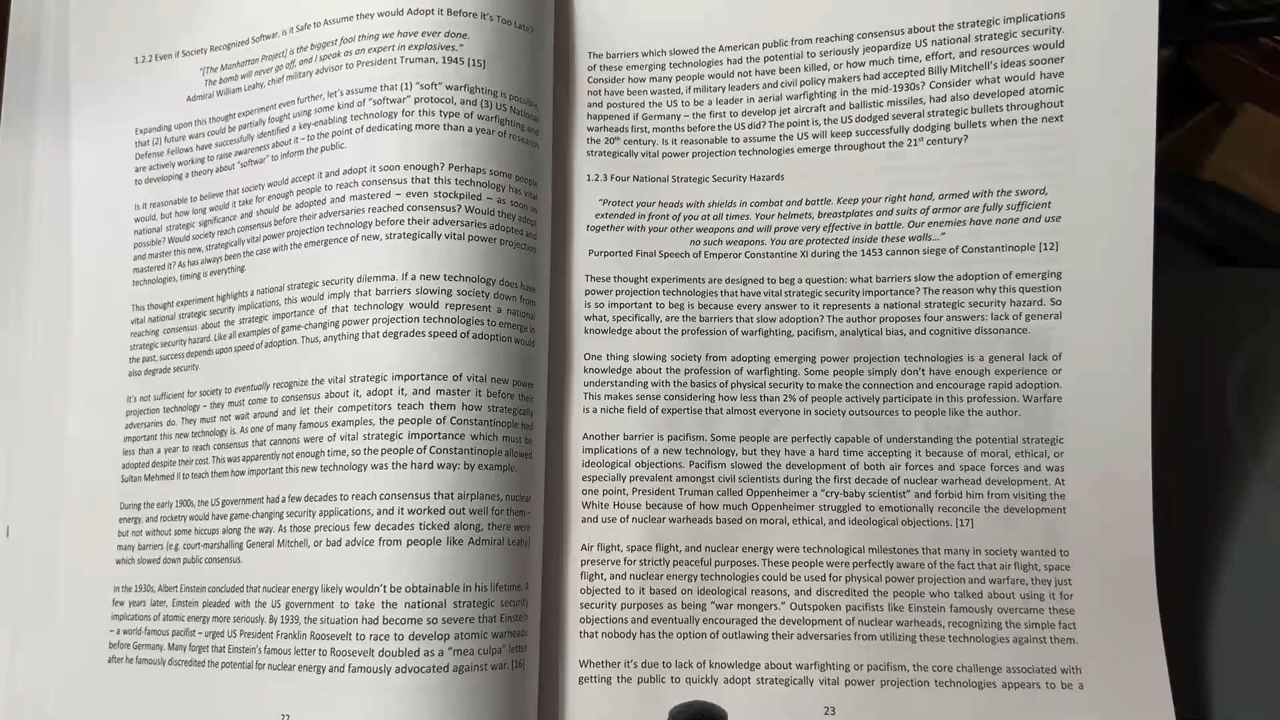 1.2.2 Even if Society Recognized Softwar, is it Safe to Assume they would Adopt it Before it's Too Late?
"[The Manhattan Project] is the biggest fool thing we have ever done.
The bomb will never go off, and I speak as an expert in explosives."
Admiral William Leahy, chief military advisor to President Truman, 1945 [15]
Expanding upon this thought experiment even further, let's assume that (1) "soft" warfighting is possible,
that (2) future wars could be partially fought using some kind of "softwar" protocol, and (3) US National
Defense Fellows have successfully identified a key-enabling technology for this type of warfighting and
are actively working to raise awareness about it – to the point of dedicating more than a year of research
to developing a theory about "softwar" to inform the public.
Is it reasonable to believe that society would accept it and adopt it soon enough? Perhaps some people
would, but how long would it take for enough people to reach consensus that this technology has vital
national strategic significance and should be adopted and mastered – even stockpiled – as soon as
possible? Would society reach consensus before their adversaries reached consensus? Would they adopt
and master this new, strategically vital power projection technology before their adversaries adopted and
mastered it? As has always been the case with the emergence of new, strategically vital power projection
technologies, timing is everything.
This thought experiment highlights a national strategic security dilemma. If a new technology does have
vital national strategic security implications, this would imply that barriers slowing society down from
reaching consensus about the strategic importance of that technology would represent a national
strategic security hazard. Like all examples of game-changing power projection technologies to emerge in
the past, success depends upon speed of adoption. Thus, anything that degrades speed of adoption would
also degrade security.
It's not sufficient for society to eventually recognize the vital strategic importance of vital new power
projection technology – they must come to consensus about it, adopt it, and master it before their
adversaries do. They must not wait around and let their competitors teach them how strategically
important this new technology is. As one of many famous examples, the people of Constantinople had
less than a year to reach consensus that cannons were of vital strategic importance which must be
adopted despite their cost. This was apparently not enough time, so the people of Constantinople allowed
Sultan Mehmed II to teach them how important this new technology was the hard way: by example.
During the early 1900s, the US government had a few decades to reach consensus that airplanes, nuclear
energy, and rocketry would have game-changing security applications, and it worked out well for them –
but not without some hiccups along the way. As those precious few decades ticked along, there were
many barriers (e.g. court-marshalling General Mitchell, or bad advice from people like Admiral Leahy)
which slowed down public consensus.
In the 1930s, Albert Einstein concluded that nuclear energy likely wouldn't be obtainable in his lifetime. A
few years later, Einstein pleaded with the US government to take the national strategic security
implications of atomic energy more seriously. By 1939, the situation had become so severe that Einstein
– a world-famous pacifist – urged US President Franklin Roosevelt to race to develop atomic warheads
before Germany. Many forget that Einstein's famous letter to Roosevelt doubled as a "mea culpa" letter
after he famously discredited the potential for nuclear energy and famously advocated against war. [16]
22
The barriers which slowed the American public from reaching consensus about the strategic implications
of these emerging technologies had the potential to seriously jeopardize US national strategic security.
Consider how many people would not have been killed, or how much time, effort, and resources would
not have been wasted, if military leaders and civil policy makers had accepted Billy Mitchell's ideas sooner
and postured the US to be a leader in aerial warfighting in the mid-1930s? Consider what would have
happened if Germany – the first to develop jet aircraft and ballistic missiles, had also developed atomic
warheads first, months before the US did? The point is, the US dodged several strategic bullets throughout
the 20th century. Is it reasonable to assume the US will keep successfully dodging bullets when the next
strategically vital power projection technologies emerge throughout the 21st century?
1.2.3 Four National Strategic Security Hazards
"Protect your heads with shields in combat and battle. Keep your right hand, armed with the sword,
extended in front of you at all times. Your helmets, breastplates and suits of armor are fully sufficient
together with your other weapons and will prove very effective in battle. Our enemies have none and use
no such weapons. You are protected inside these walls..."
Purported Final Speech of Emperor Constantine XI during the 1453 cannon siege of Constantinople [12]
These thought experiments are designed to beg a question: what barriers slow the adoption of emerging
power projection technologies that have vital strategic security importance? The reason why this question
is so important to beg is because every answer to it represents a national strategic security hazard. So
what, specifically, are the barriers that slow adoption? The author proposes four answers: lack of general
knowledge about the profession of warfighting, pacifism, analytical bias, and cognitive dissonance.
One thing slowing society from adopting emerging power projection technologies is a general lack of
knowledge about the profession of warfighting. Some people simply don't have enough experience or
understanding with the basics of physical security to make the connection and encourage rapid adoption.
This makes sense considering how less than 2% of people actively participate in this profession. Warfare
is a niche field of expertise that almost everyone in society outsources to people like the author.
Another barrier is pacifism. Some people are perfectly capable of understanding the potential strategic
implications of a new technology, but they have a hard time accepting it because of moral, ethical, or
ideological objections. Pacifism slowed the development of both air forces and space forces and was
especially prevalent amongst civil scientists during the first decade of nuclear warhead development. At
one point, President Truman called Oppenheimer a "cry-baby scientist" and forbid him from visiting the
White House because of how much Oppenheimer struggled to emotionally reconcile the development
and use of nuclear warheads based on moral, ethical, and ideological objections. [17]
Air flight, space flight, and nuclear energy were technological milestones that many in society wanted to
preserve for strictly peaceful purposes. These people were perfectly aware of the fact that air flight, space
flight, and nuclear energy technologies could be used for physical power projection and warfare, they just
objected to it based on ideological reasons, and discredited the people who talked about using it for
security purposes as being "war mongers." Outspoken pacifists like Einstein famously overcame these
objections and eventually encouraged the development of nuclear warheads, recognizing the simple fact
that nobody has the option of outlawing their adversaries from utilizing these technologies against them.
Whether it's due to lack of knowledge about warfighting or pacifism, the core challenge associated with
getting the public to quickly adopt strategically vital power projection technologies appears to be a
23